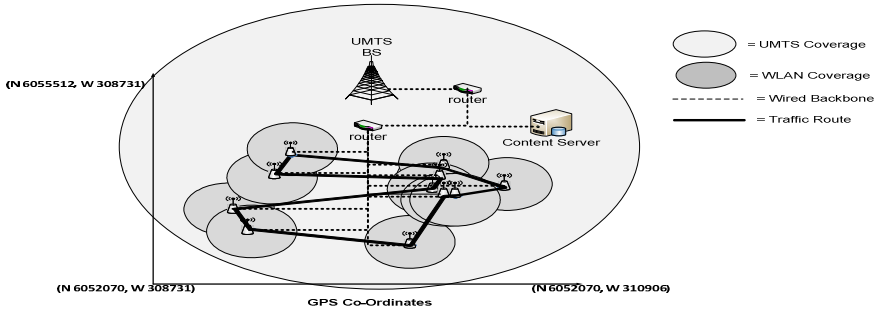 UMTS
BS
= UMTS Coverage
= WLAN Coverage
(N 6055512, W 308731)
router
= Wired Backbone
= Traffic Route
router
Content Server
(N 6052070, W 308731)
(N 6052070, W 310906)
GPS Co-Ordinates